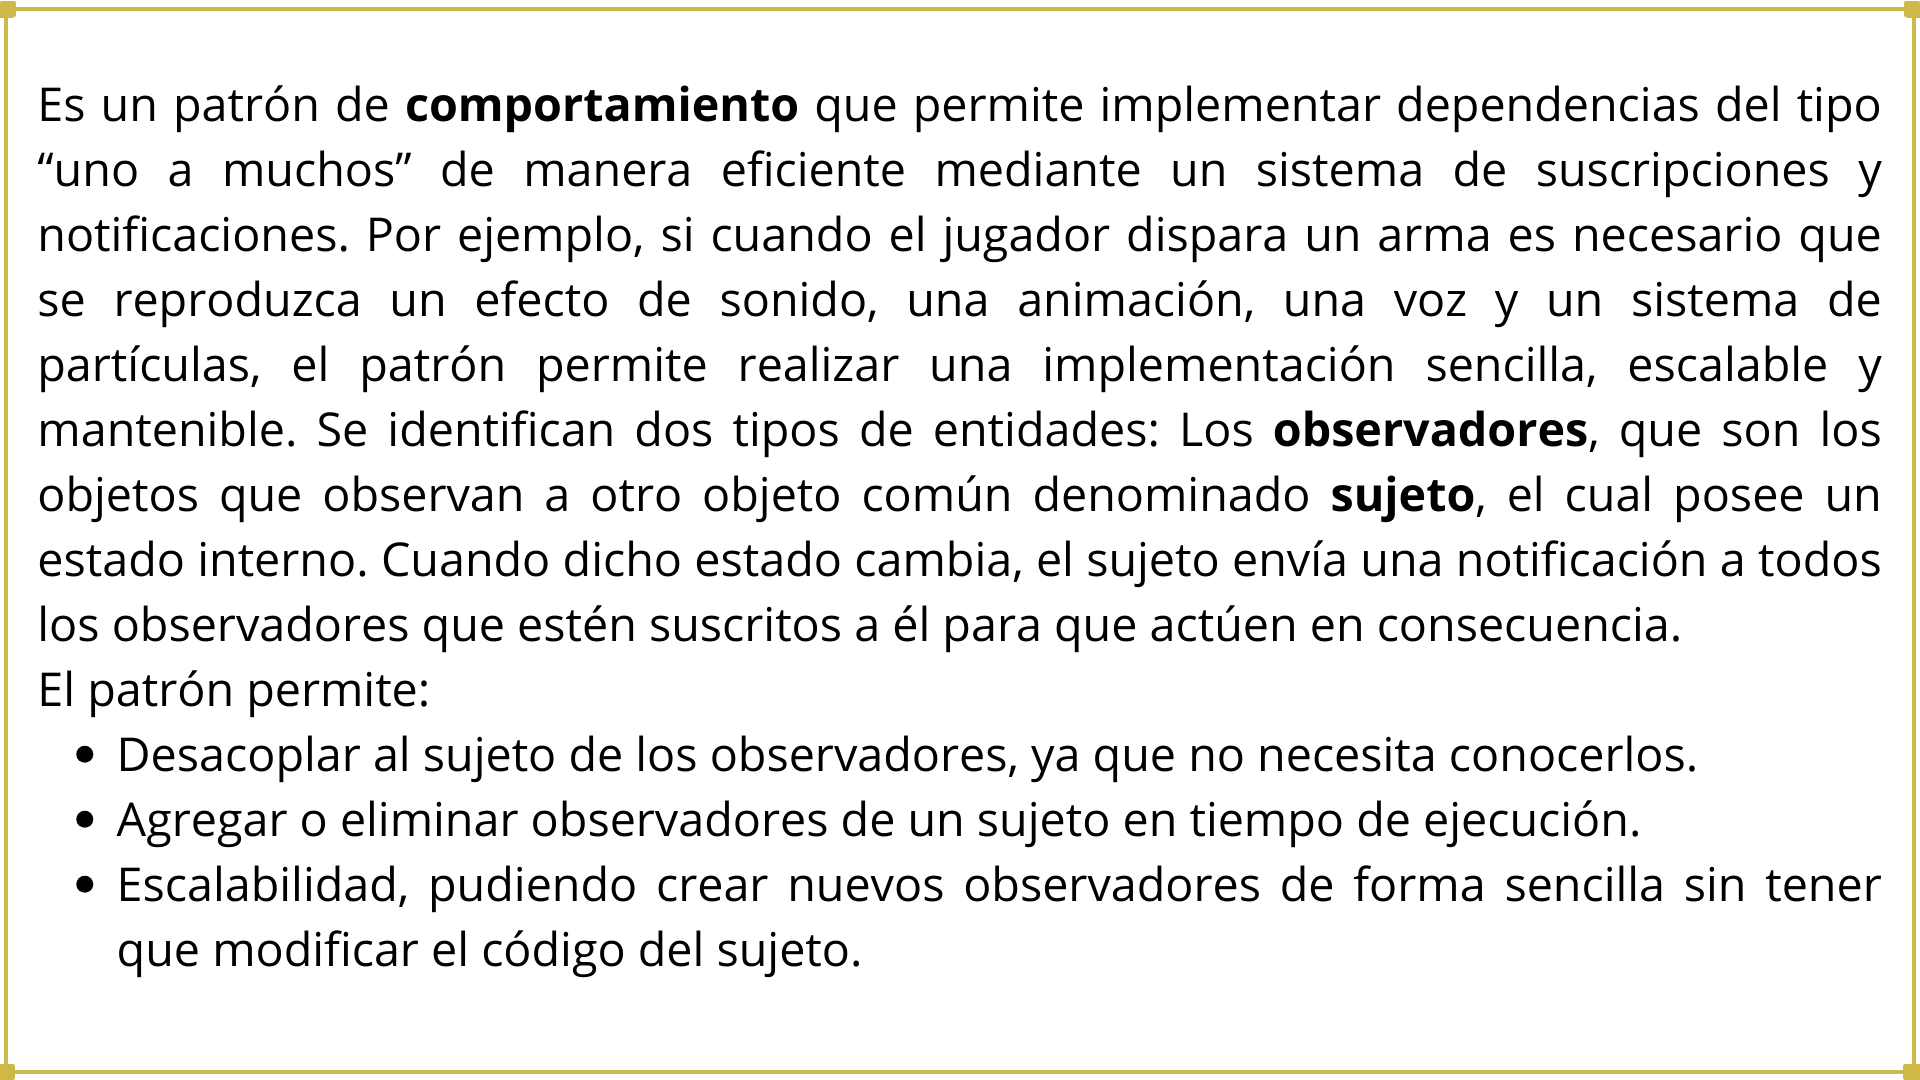 Es un patrón de comportamiento que permite implementar dependencias del tipo
“uno a muchos” de manera eficiente mediante un sistema de suscripciones y
notificaciones. Por ejemplo, si cuando el jugador dispara un arma es necesario que
se reproduzca un efecto de sonido, una animación, una voz y un sistema de
partículas, el patrón permite realizar una implementación sencilla, escalable y
mantenible. Se identifican dos tipos de entidades: Los observadores, que son los
objetos que observan a otro objeto común denominado sujeto, el cual posee un
estado interno. Cuando dicho estado cambia, el sujeto envía una notificación a todos
los observadores que estén suscritos a él para que actúen en consecuencia.
El patrón permite:
• Desacoplar al sujeto de los observadores, ya que no necesita conocerlos.
• Agregar o eliminar observadores de un sujeto en tiempo de ejecución.
• Escalabilidad, pudiendo crear nuevos observadores de forma sencilla sin tener
que modificar el código del sujeto.